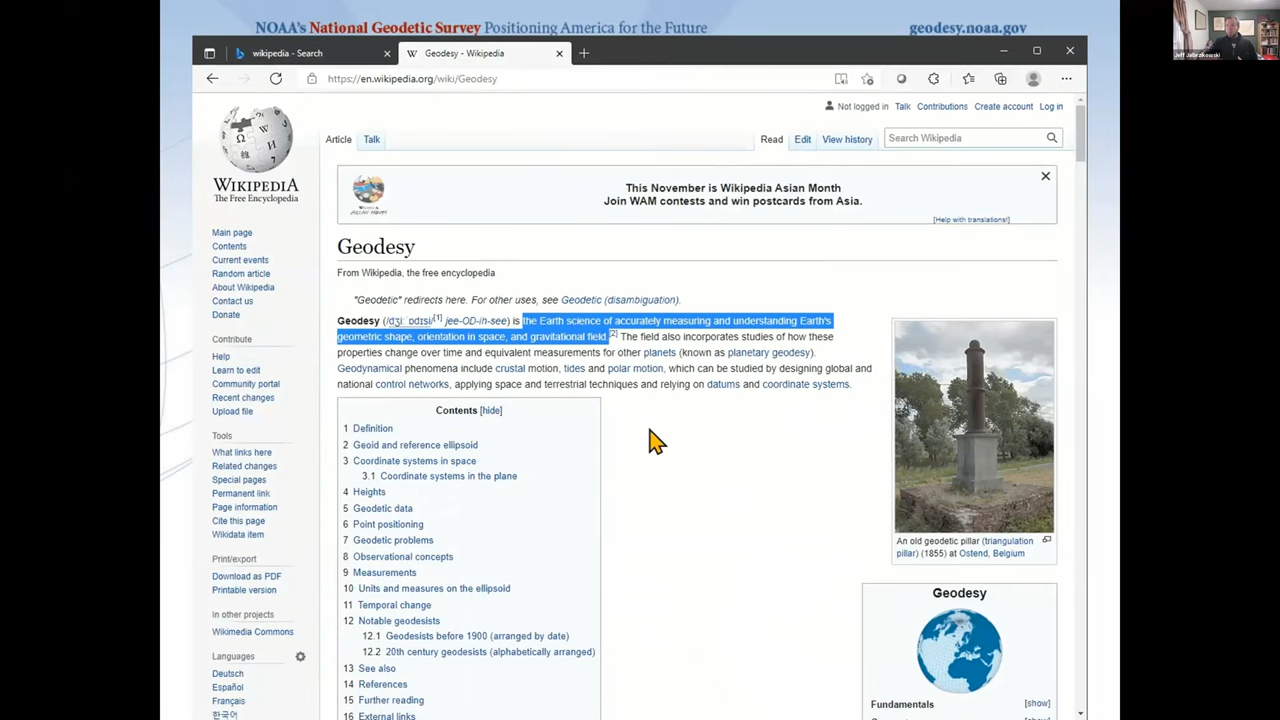 NOAA's National Geodetic Survey Positioning America for the Future
geodesy.noaa.gov
Jeff Jalbrzikowski
wikipedia - Search
W Geodesy - Wikipedia
https://en.wikipedia.org/wiki/Geodesy
Not logged in Talk Contributions Create account Log in
Article Talk
Read Edit View history
Search Wikipedia
WIKIPEDIA
The Free Encyclopedia
Main page
Contents
Current events
Random article
About Wikipedia
Contact us
Donate
Contribute
Help
Learn to edit
Community portal
Recent changes
Upload file
Tools
What links here
Related changes
Special pages
Permanent link
Page information
Cite this page
Wikidata item
Print/export
Download as PDF
Printable version
In other projects
Wikimedia Commons
Languages
Deutsch
Español
Français
한국어
This November is Wikipedia Asian Month
Join WAM contests and win postcards from Asia.
[Help with translations!]
Geodesy
From Wikipedia, the free encyclopedia
"Geodetic" redirects here. For other uses, see Geodetic (disambiguation).
Geodesy (/dʒiːˈɒdɪsi/[1] jee-OD-ih-see) is the Earth science of accurately measuring and understanding Earth's
geometric shape, orientation in space, and gravitational field.[2] The field also incorporates studies of how these
properties change over time and equivalent measurements for other planets (known as planetary geodesy).
Geodynamical phenomena include crustal motion, tides and polar motion, which can be studied by designing global and
national control networks, applying space and terrestrial techniques and relying on datums and coordinate systems.
Contents [hide]
1 Definition
2 Geoid and reference ellipsoid
3 Coordinate systems in space
3.1 Coordinate systems in the plane
4 Heights
5 Geodetic data
6 Point positioning
7 Geodetic problems
8 Observational concepts
9 Measurements
10 Units and measures on the ellipsoid
11 Temporal change
12 Notable geodesists
12.1 Geodesists before 1900 (arranged by date)
12.2 20th century geodesists (alphabetically arranged)
13 See also
14 References
15 Further reading
16 External links
An old geodetic pillar (triangulation
pillar) (1855) at Ostend, Belgium
Geodesy
Fundamentals [show]